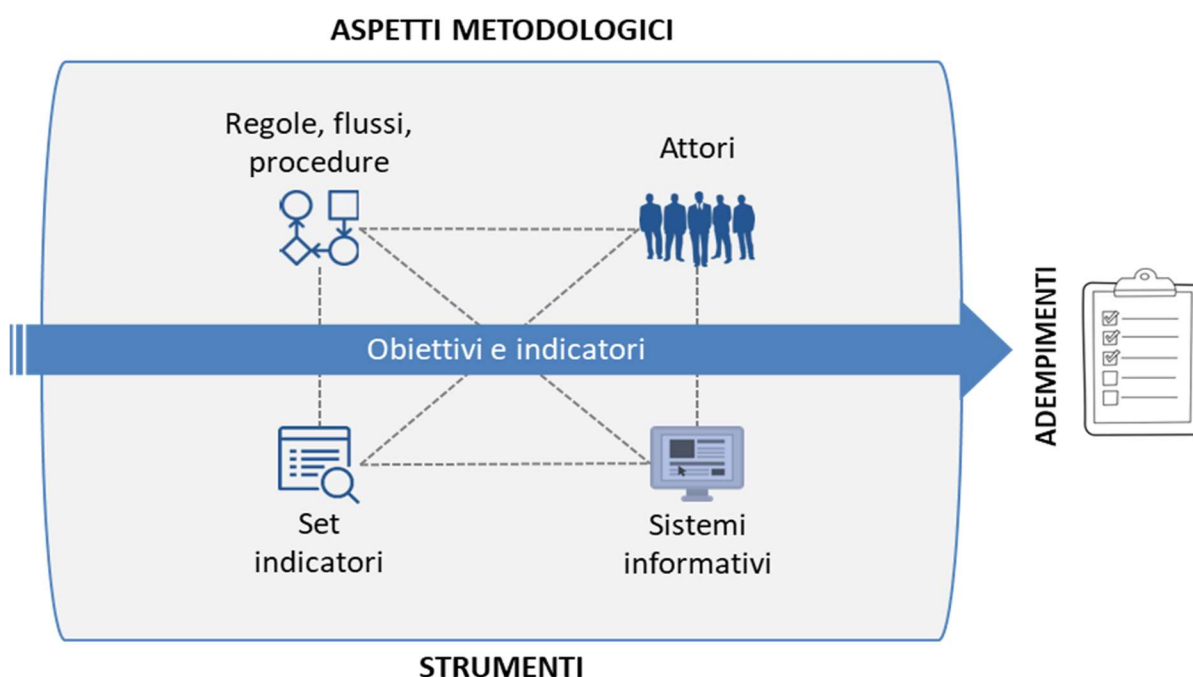 ASPETTI METODOLOGICI
Regole, flussi,
procedure
Attori
Obiettivi e indicatori
ADEMPIMENTI
Set
indicatori
Sistemi
informativi
STRUMENTI